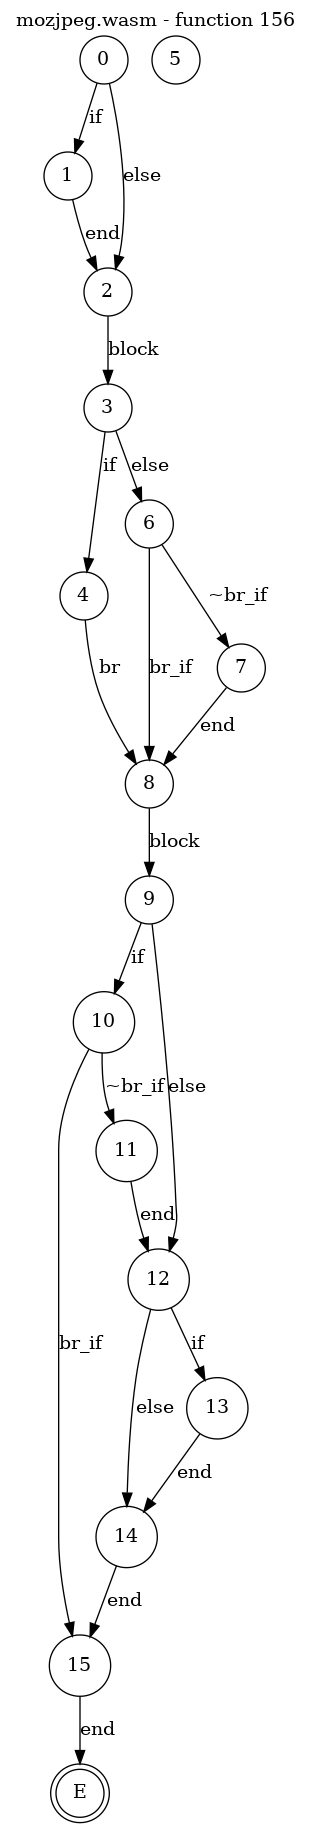 mozjpeg.wasm - function 156
0 5
if
else
1
end
2
block
3
if else
6
4
~br_if
br br_if 7
end
8
block
9
if
10
~br_if else
11
end
12
br_if if
else 13
end
14
end
15
end
E